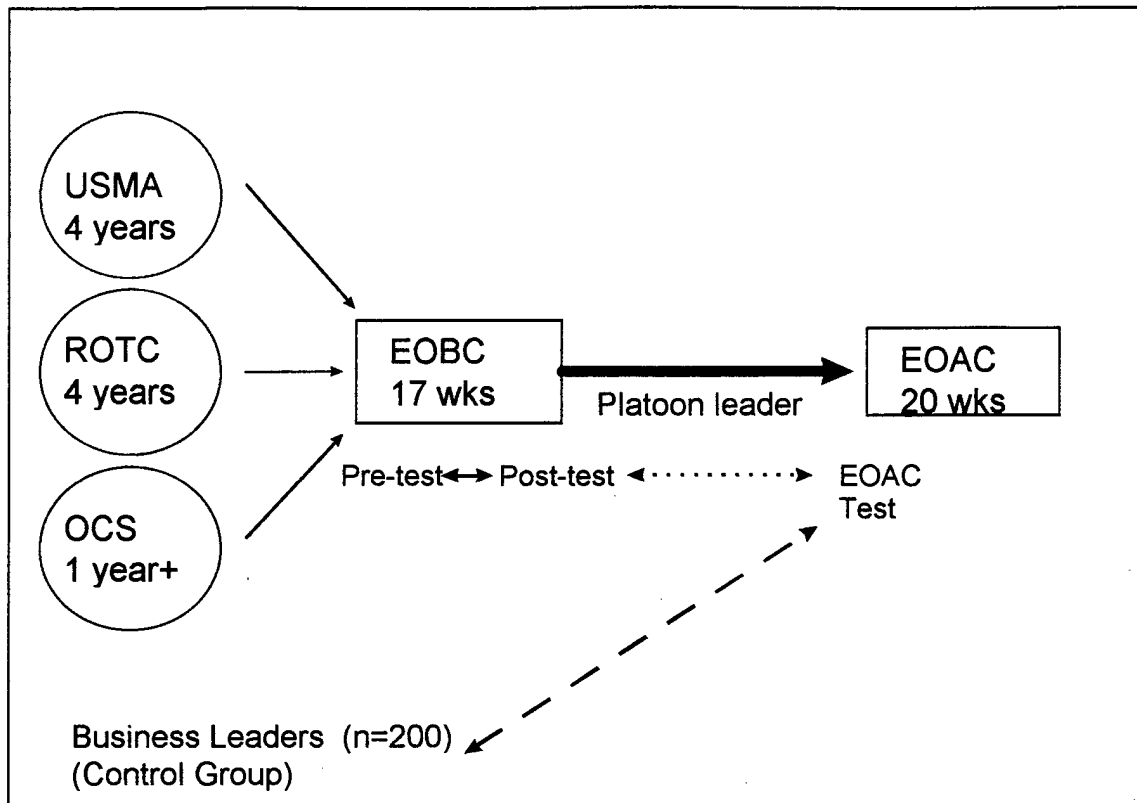 USMA
4 years
ROTC
4 years
OCS
1 year+
EOBC
17 wks
Platoon leader
EOAC
20 wks
Pre-test
Post-test
EOAC
Test
Business Leaders (n=200)
(Control Group)